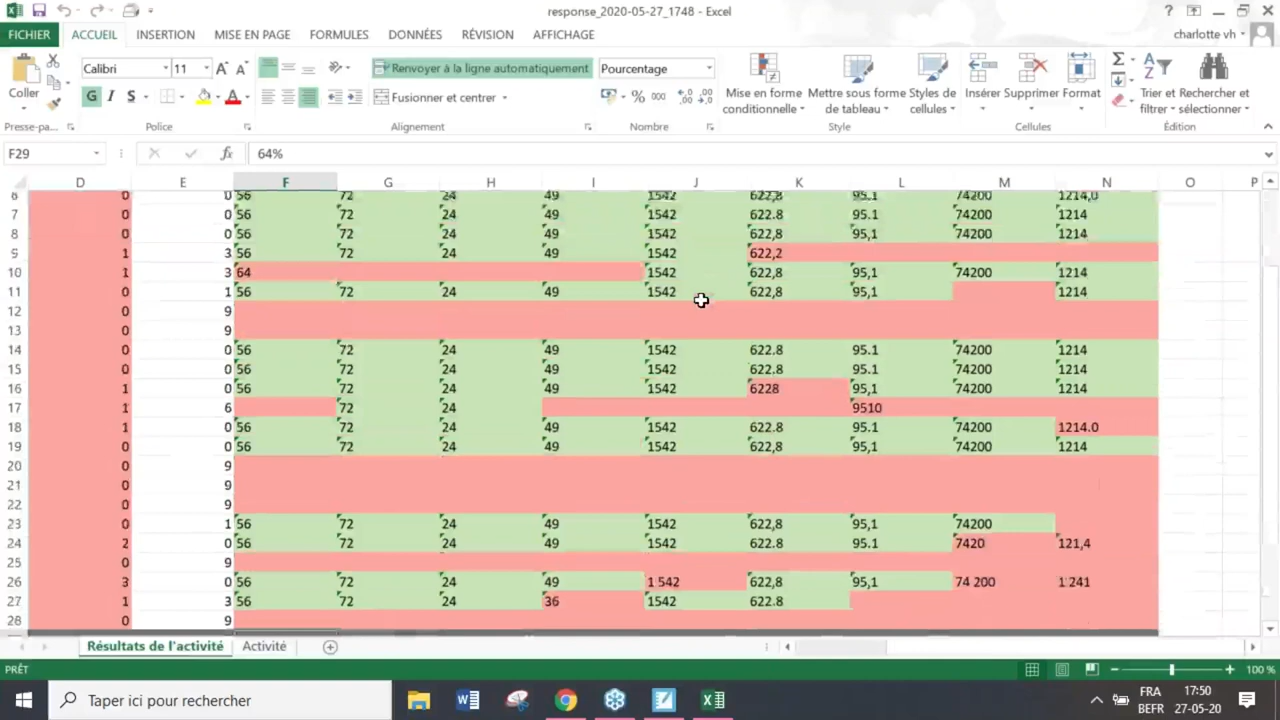 response_2020-05-27_1748 - Excel
?
FICHIER ACCUEIL INSERTION MISE EN PAGE FORMULES DONNÉES RÉVISION AFFICHAGE charlotte vh
Coller
Calibri 11
Renvoyer à la ligne automatiquement
Pourcentage
G I S
Fusionner et centrer
% 000
Mise en forme conditionnelle
Mettre sous forme de tableau
Styles de cellules
Insérer Supprimer Format
Trier et filtrer
Rechercher et sélectionner
Presse-pa... Police Alignement Nombre Style Cellules Édition
F29 fx 64%
D E F G H I J K L M N O P
6 0 0 56 72 24 49 1542 622,8 95.1 74200 1214,0
7 0 0 56 72 24 49 1542 622.8 95.1 74200 1214
8 0 0 56 72 24 49 1542 622,8 95,1 74200 1214
9 1 3 56 72 24 49 1542 622,2
10 1 3 64 1542 622,8 95,1 74200 1214
11 0 1 56 72 24 49 1542 622,8 95,1 1214
12 0 9
13 0 9
14 0 0 56 72 24 49 1542 622.8 95.1 74200 1214
15 0 0 56 72 24 49 1542 622.8 95.1 74200 1214
16 1 0 56 72 24 49 1542 6228 95,1 74200 1214
17 1 6 72 24 9510
18 1 0 56 72 24 49 1542 622.8 95.1 74200 1214.0
19 0 0 56 72 24 49 1542 622.8 95,1 74200 1214
20 0 9
21 0 9
22 0 9
23 0 1 56 72 24 49 1542 622,8 95,1 74200
24 2 0 56 72 24 49 1542 622.8 95.1 7420 121,4
25 0 9
26 3 0 56 72 24 49 1 542 622,8 95,1 74 200 1 241
27 1 3 56 72 24 36 1542 622.8
28 0 9
Résultats de l'activité Activité
PRÊT 100 %
Taper ici pour rechercher
FRA 17:50
BEFR 27-05-20